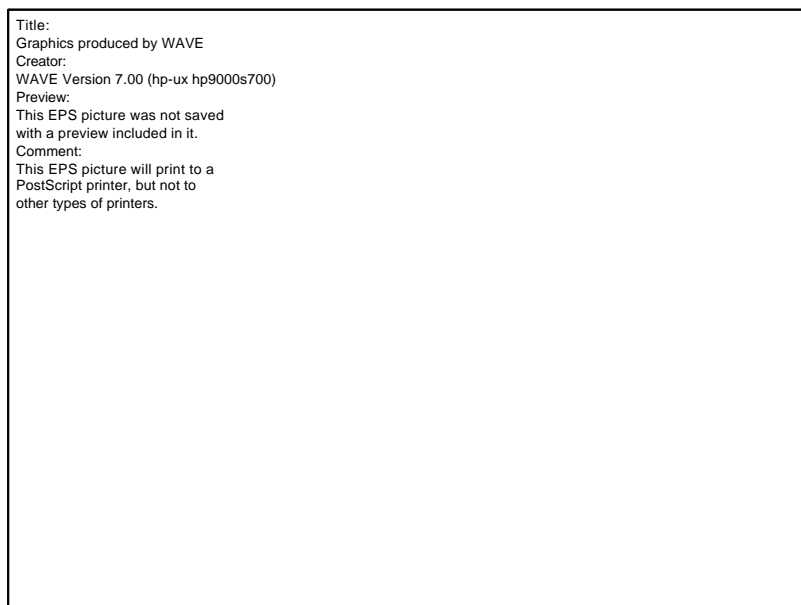 Title:
Graphics produced by WAVE
Creator:
WAVE Version 7.00 (hp-ux hp9000s700)
Preview:
This EPS picture was not saved
with a preview included in it.
Comment:
This EPS picture will print to a
PostScript printer, but not to
other types of printers.